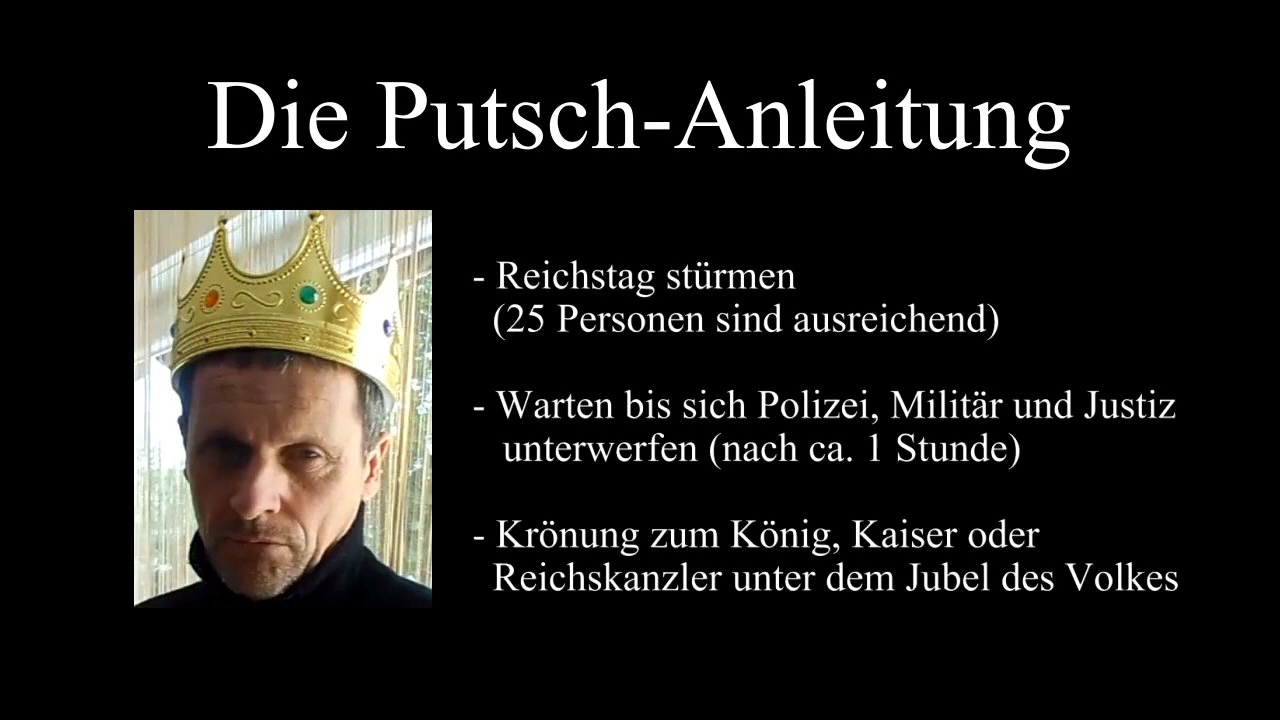 Die Putsch-Anleitung
- Reichstag stürmen
(25 Personen sind ausreichend)
- Warten bis sich Polizei, Militär und Justiz
unterwerfen (nach ca. 1 Stunde)
- Krönung zum König, Kaiser oder
Reichskanzler unter dem Jubel des Volkes